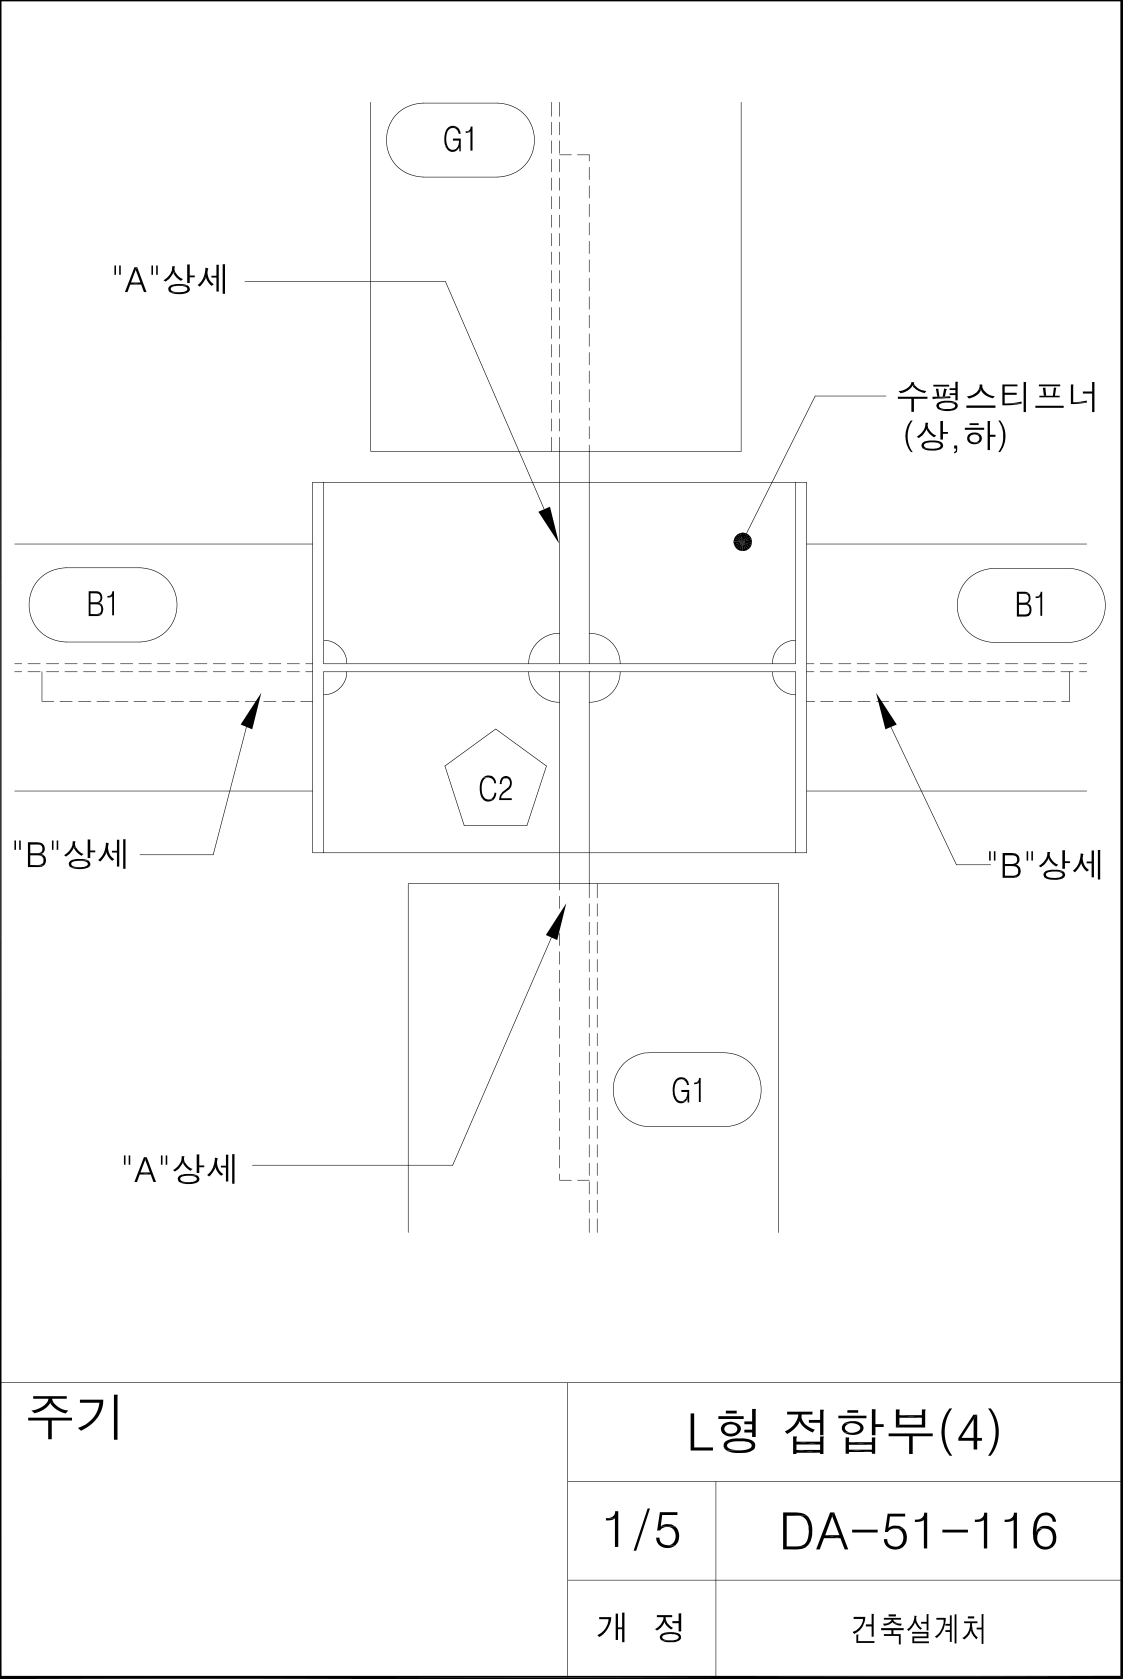 G1
"A"상세
수평스티프너
(상,하)
B1
B1
C2
"B"상세
"B"상세
G1
"A"상세
주기
L형 접합부(4)
1/5
DA-51-116
개 정
건축설계처